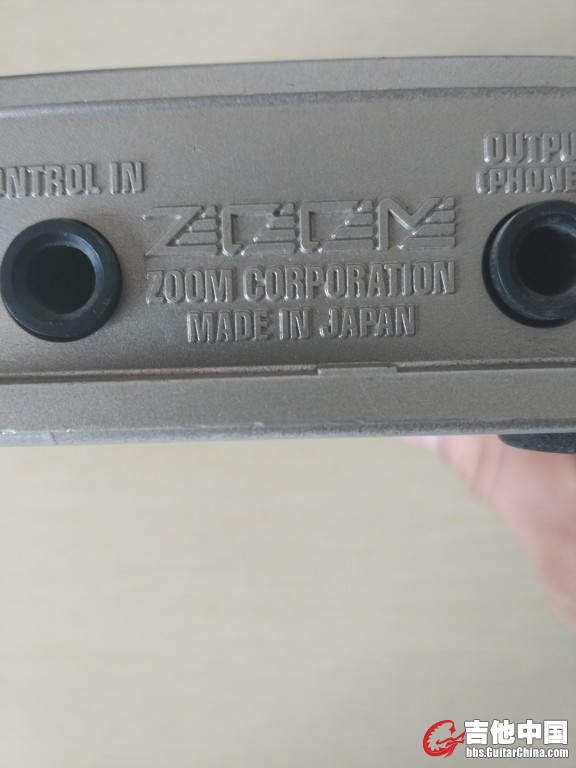 ONTROL IN
OUTPU
(PHONE
ZOOM
ZOOM CORPORATION
MADE IN JAPAN
吉他中国
bbs.GuitarChina.com